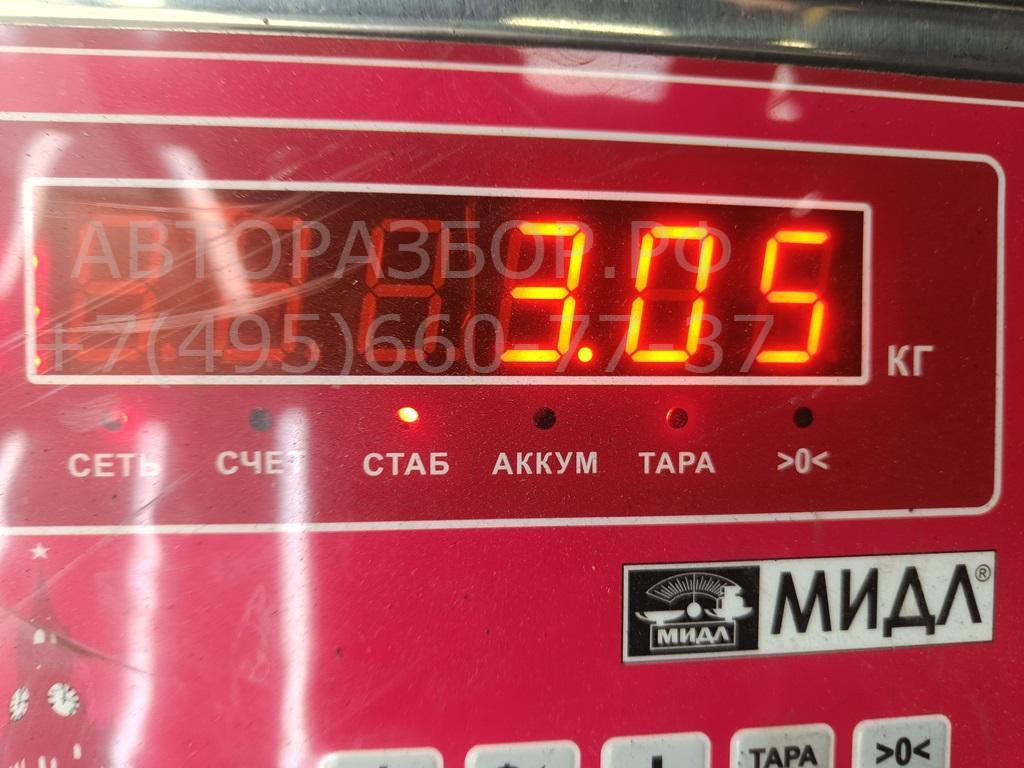 АВТОРАЗБОР.РФ
+7(495)660-77-37
3.05
КГ
СЕТЬ СЧЕТ СТАБ АККУМ ТАРА >0<
МИДЛ МИДЛ®
ТАРА >0<